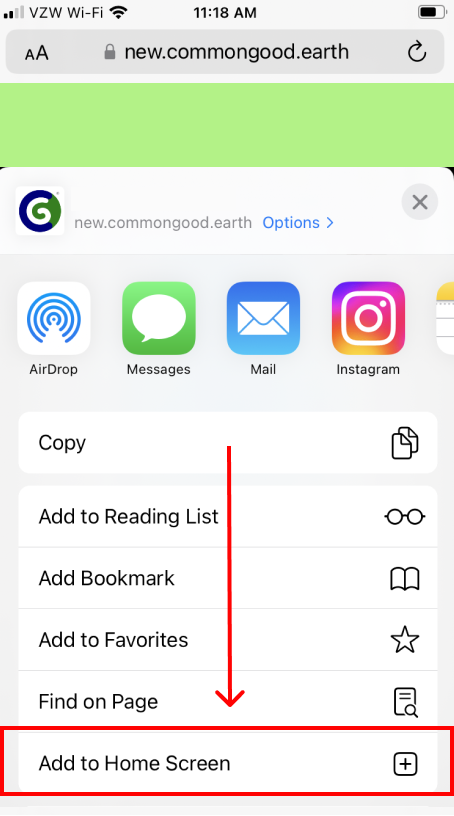 VZW Wi-Fi 11:18 AM
AA new.commongood.earth
new.commongood.earth Options >
AirDrop Messages Mail Instagram
Copy
Add to Reading List
Add Bookmark
Add to Favorites
Find on Page
Add to Home Screen